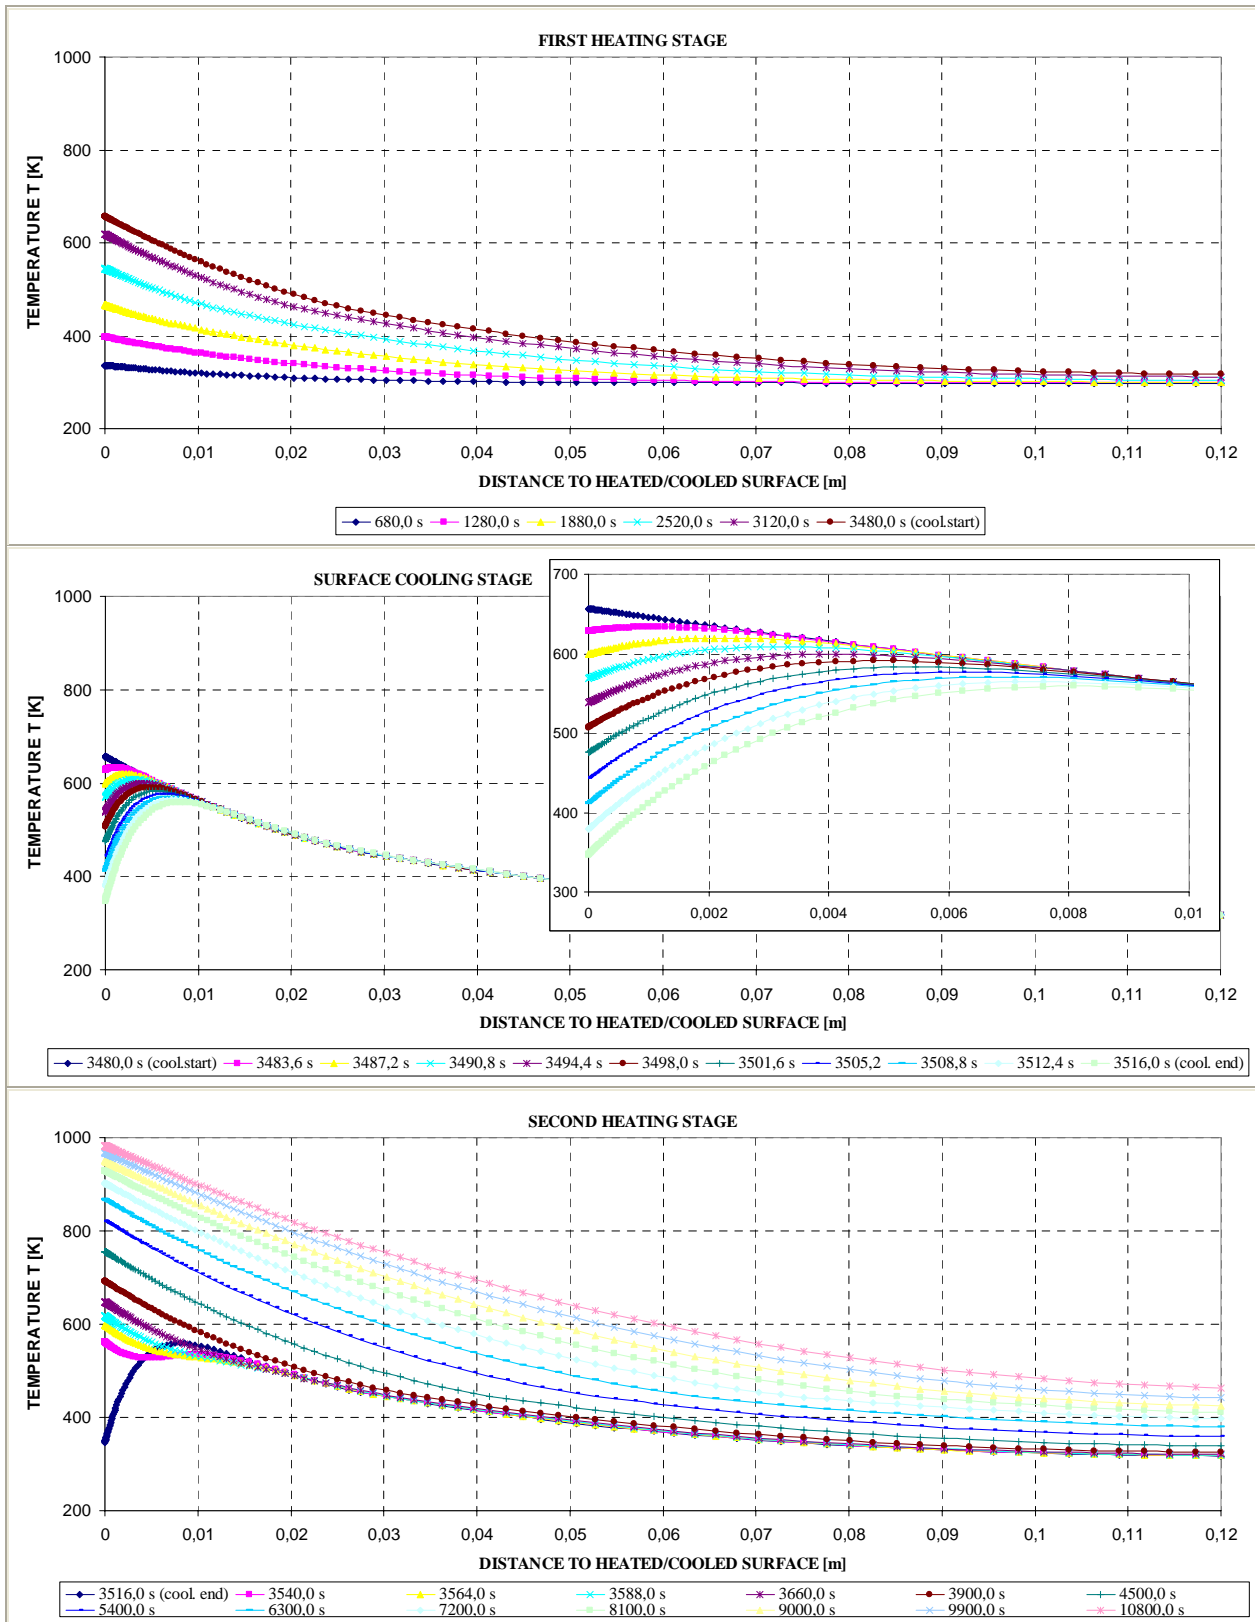 FIRST HEATING STAGE
1000
800
600
400
200
TEMPERATURE T [K]
0 0,01 0,02 0,03 0,04 0,05 0,06 0,07 0,08 0,09 0,1 0,11 0,12
DISTANCE TO HEATED/COOLED SURFACE [m]
680,0 s 1280,0 s 1880,0 s 2520,0 s 3120,0 s 3480,0 s (cool.start)
SURFACE COOLING STAGE
1000
800
600
400
200
TEMPERATURE T [K]
700
600
500
400
300
0 0,002 0,004 0,006 0,008 0,01
0 0,01 0,02 0,03 0,04 0,05 0,06 0,07 0,08 0,09 0,1 0,11 0,12
DISTANCE TO HEATED/COOLED SURFACE [m]
3480,0 s (cool.start) 3483,6 s 3487,2 s 3490,8 s 3494,4 s 3498,0 s 3501,6 s 3505,2 3508,8 s 3512,4 s 3516,0 s (cool. end)
SECOND HEATING STAGE
1000
800
600
400
200
TEMPERATURE T [K]
0 0,01 0,02 0,03 0,04 0,05 0,06 0,07 0,08 0,09 0,1 0,11 0,12
DISTANCE TO HEATED/COOLED SURFACE [m]
3516,0 s (cool. end) 3540,0 s 3564,0 s 3588,0 s 3660,0 s 3900,0 s 4500,0 s
5400,0 s 6300,0 s 7200,0 s 8100,0 s 9000,0 s 9900,0 s 10800,0 s